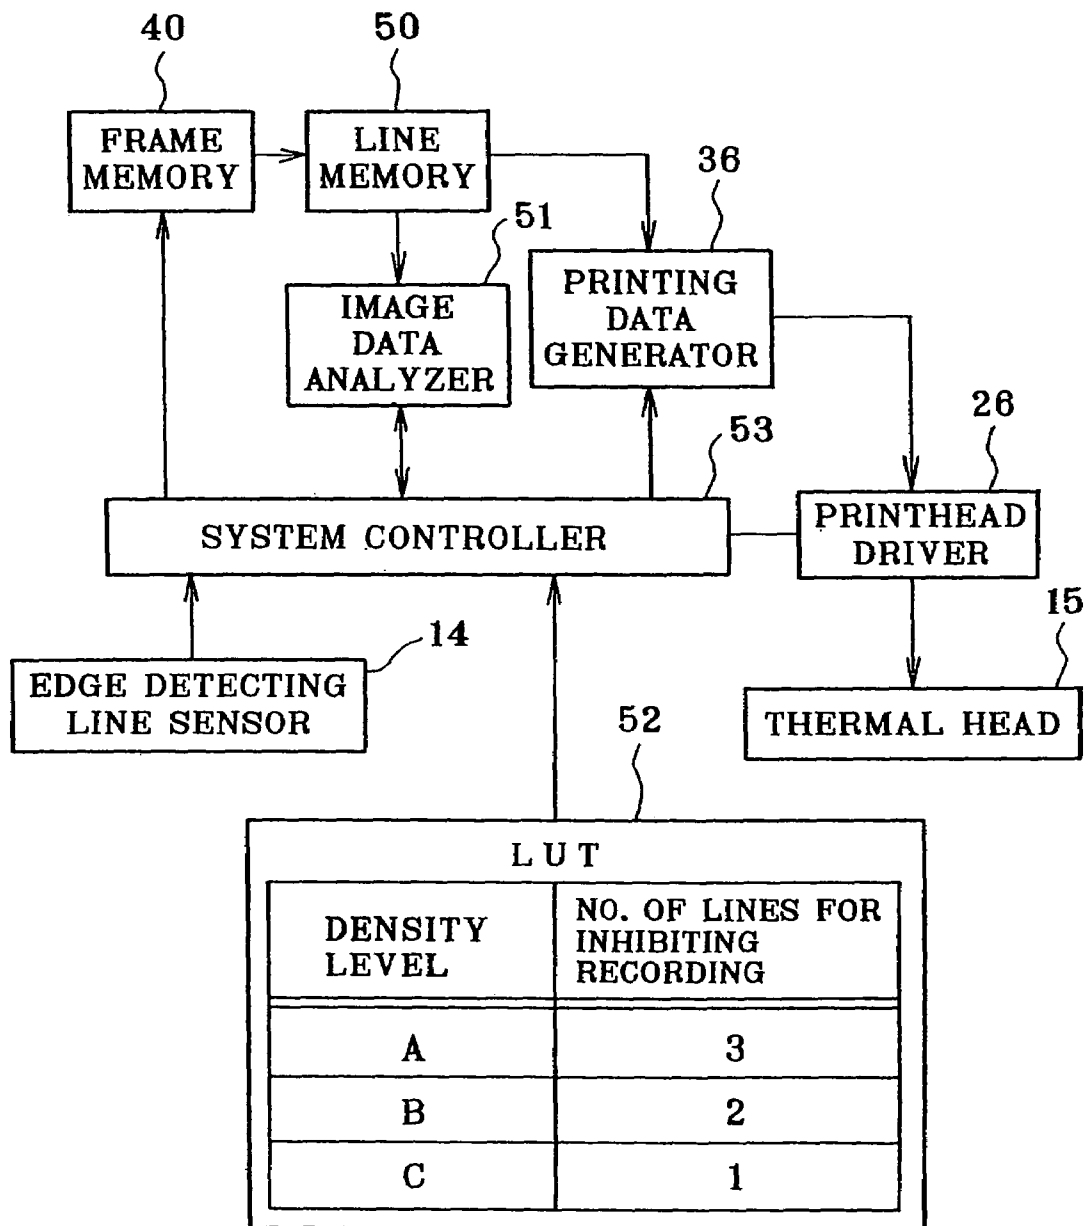 40
50
FRAME
MEMORY
LINE
MEMORY
36
51
PRINTING
DATA
GENERATOR
IMAGE
DATA
ANALYZER
26
53
SYSTEM CONTROLLER
PRINTHEAD
DRIVER
14
15
EDGE DETECTING
LINE SENSOR
THERMAL HEAD
52
LUT
DENSITY
LEVEL
NO. OF LINES FOR
INHIBITING
RECORDING
A
3
B
2
C
1